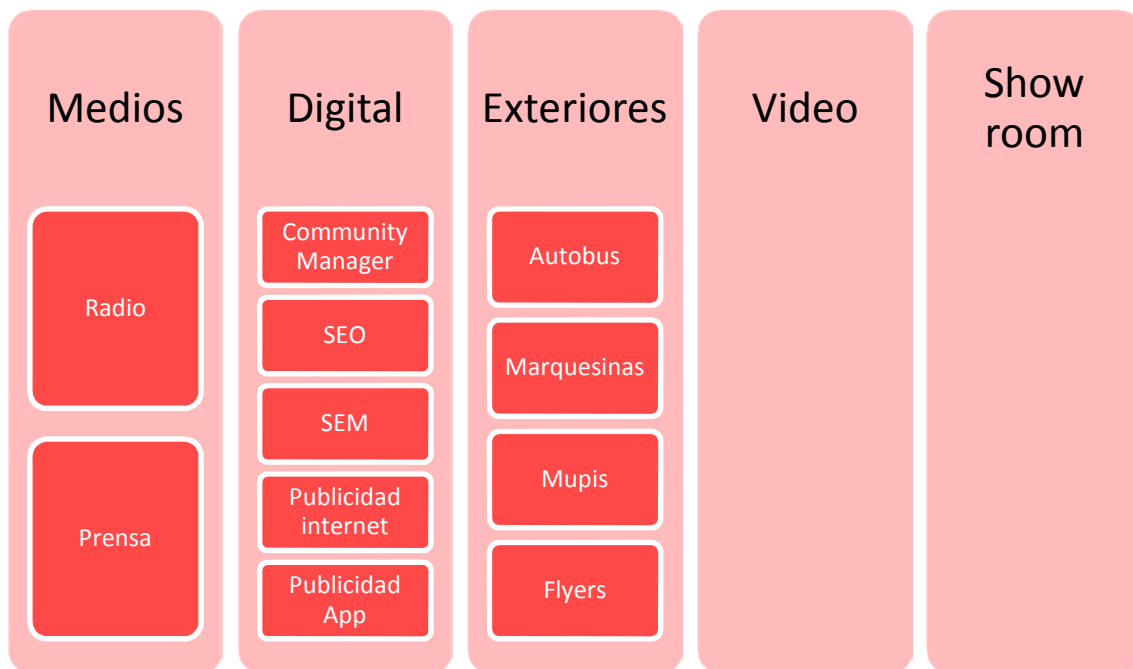 Medios
Radio
Prensa
Digital
Community
Manager
SEO
SEM
Publicidad
internet
Publicidad
App
Exteriores
Autobus
Marquesinas
Mupis
Flyers
Video
Show
room